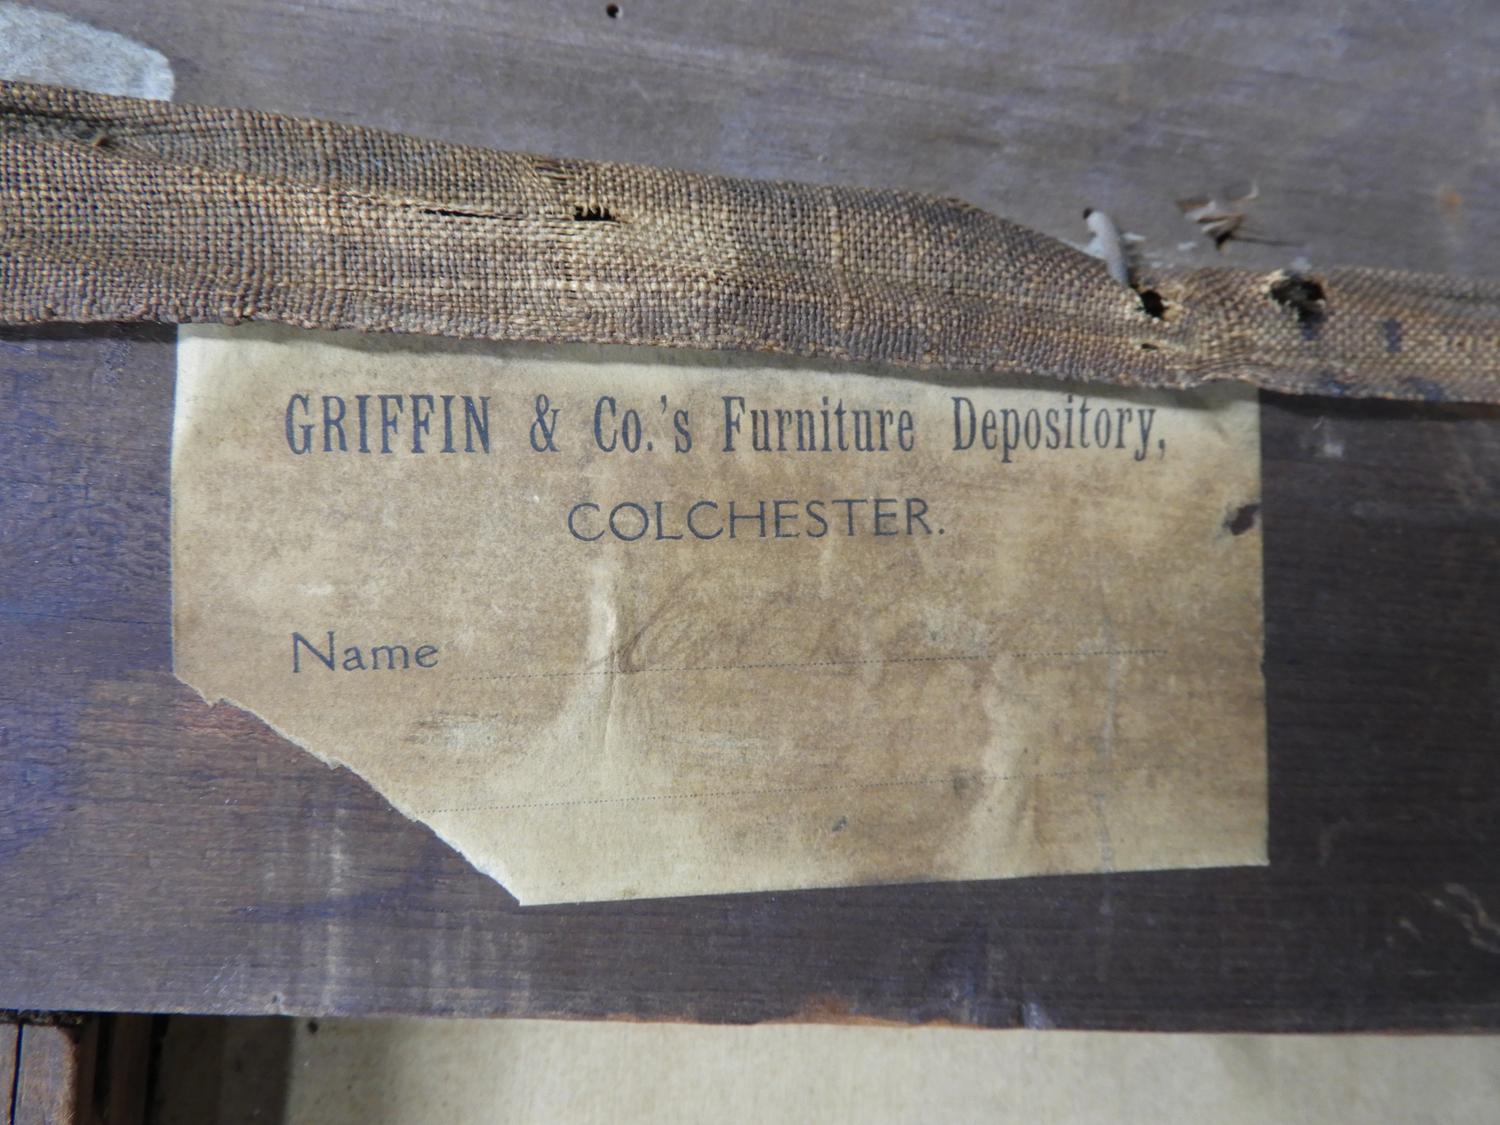 GRIFFIN & Co.'s Furniture Depository,
COLCHESTER.
Name